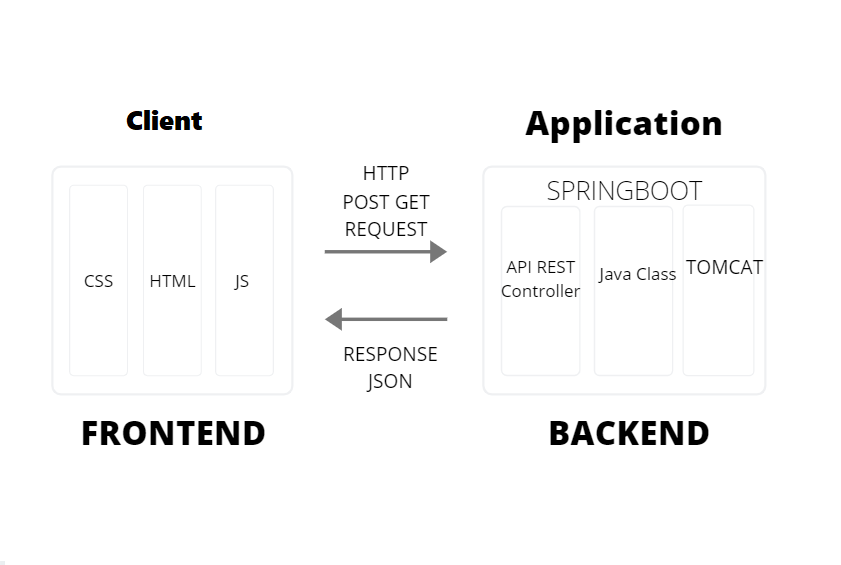 Client
Application
HTTP
POST GET
REQUEST
SPRINGBOOT
CSS
HTML
JS
API REST
Controller
Java Class
TOMCAT
RESPONSE
JSON
FRONTEND
BACKEND